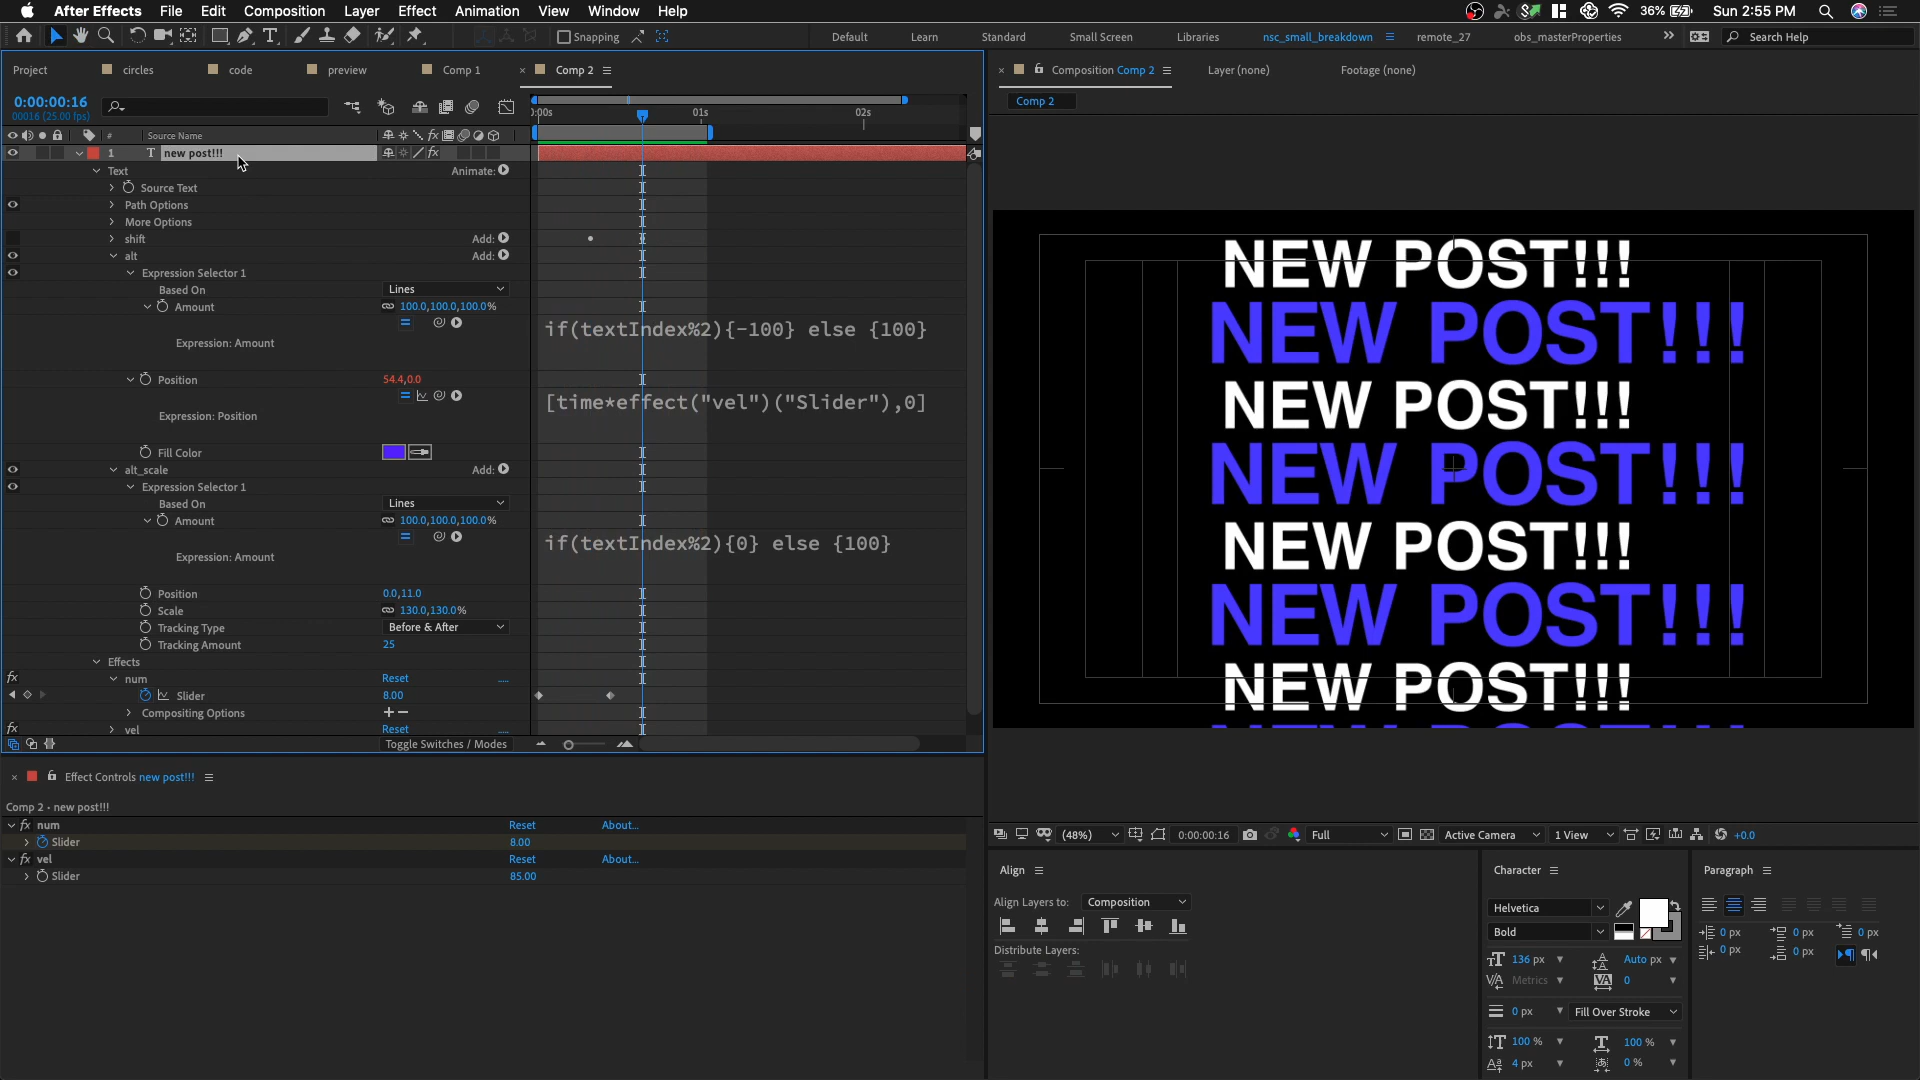 After Effects File Edit Composition Layer Effect Animation View Window Help 36% Sun 2:55 PM
Snapping Default Learn Standard Small Screen Libraries nsc_small_breakdown remote_27 obs_masterProperties Search Help
Project circles code preview Comp 1 Comp 2
Composition Comp 2 Layer (none) Footage (none)
Comp 2
0:00:00:16
00016 (25.00 fps)
):00s 01s 02s
# Source Name
1 T new post!!!
Text Animate:
Source Text
Path Options
More Options
shift Add:
alt Add:
Expression Selector 1
Based On Lines
Amount 100.0,100.0,100.0%
if(textIndex%2){-100} else {100}
Expression: Amount
Position 54.4,0.0
[time*effect("vel")("Slider"),0]
Expression: Position
Fill Color
alt_scale Add:
Expression Selector 1
Based On Lines
Amount 100.0,100.0,100.0%
if(textIndex%2){0} else {100}
Expression: Amount
Position 0.0,11.0
Scale 130.0,130.0%
Tracking Type Before & After
Tracking Amount 25
Effects
fx num Reset .....
Slider 8.00
Compositing Options
fx vel Reset .....
Toggle Switches / Modes
NEW POST!!!
NEW POST!!!
NEW POST!!!
NEW POST!!!
NEW POST!!!
NEW POST!!!
NEW POST!!!
(48%) 0:00:00:16 Full Active Camera 1 View +0.0
Effect Controls new post!!!
Comp 2 • new post!!!
fx num Reset About...
Slider 8.00
fx vel Reset About...
Slider 85.00
Align
Align Layers to: Composition
Distribute Layers:
Character
Helvetica
Bold
136 px Auto px
Metrics 0
0 px Fill Over Stroke
100 % 100 %
4 px 0 %
Paragraph
0 px 0 px 0 px
0 px 0 px